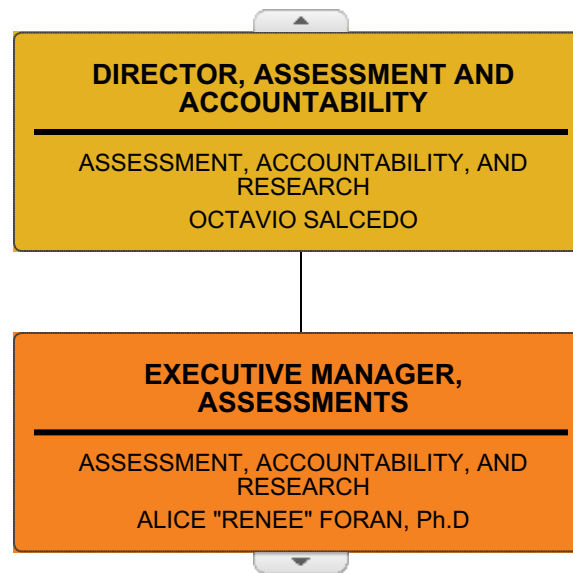 DIRECTOR, ASSESSMENT AND
ACCOUNTABILITY
ASSESSMENT, ACCOUNTABILITY, AND
RESEARCH
OCTAVIO SALCEDO
EXECUTIVE MANAGER,
ASSESSMENTS
ASSESSMENT, ACCOUNTABILITY, AND
RESEARCH
ALICE "RENEE" FORAN, Ph.D